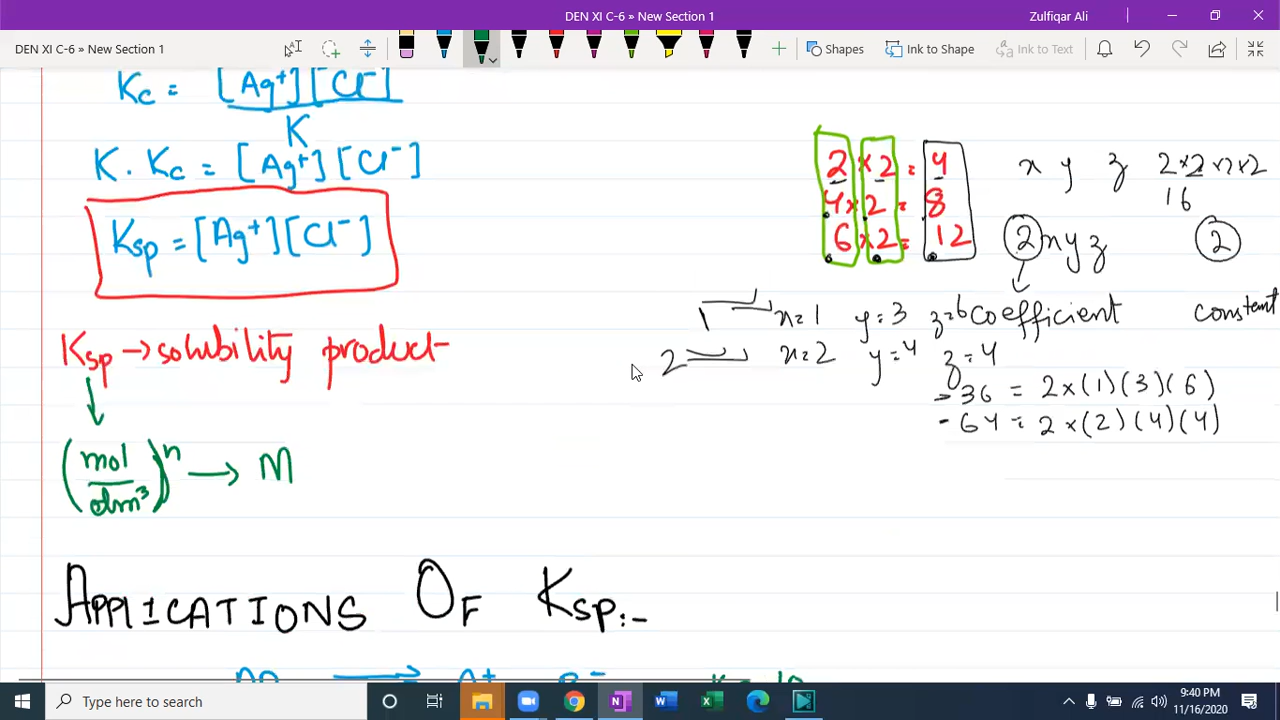 DEN XI C-6 » New Section 1
Zulfiqar Ali
DEN XI C-6 » New Section 1
Shapes
Ink to Shape
Ink to Text
Kc = [Ag+][Cl-]
K
K . Kc = [Ag+][Cl-]
Ksp = [Ag+][Cl-]
Ksp → solubility product
(mol/dm³)ⁿ → M
2 × 2 = 4
4 × 2 = 8
6 × 2 = 12
x y z 2×2×2×2
16
2xyz 2
coefficient constant
x=1 y=3 z=6
2 x=2 y=4 z=4
- 36 = 2×(1)(3)(6)
- 64 = 2×(2)(4)(4)
APPLICATIONS OF Ksp:-
Type here to search
9:40 PM
11/16/2020